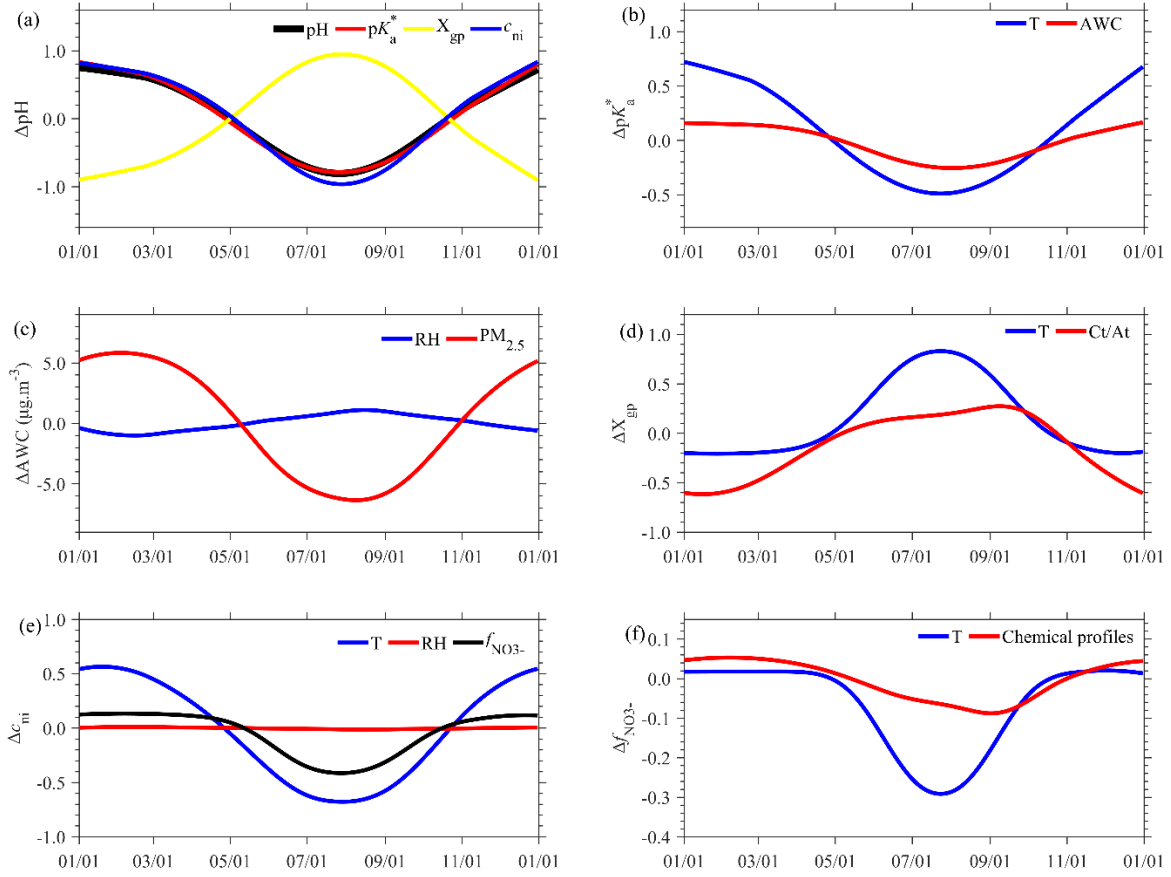 (a)
pH pK*a Xgp cni
1.0
0.0
-1.0
ΔpH
01/01 03/01 05/01 07/01 09/01 11/01 01/01
(b)
T AWC
1.0
0.5
0.0
-0.5
ΔpK*a
01/01 03/01 05/01 07/01 09/01 11/01 01/01
(c)
RH PM2.5
5.0
0.0
-5.0
ΔAWC (μg.m-3)
01/01 03/01 05/01 07/01 09/01 11/01 01/01
(d)
T Ct/At
1.0
0.5
0.0
-0.5
-1.0
ΔXgp
01/01 03/01 05/01 07/01 09/01 11/01 01/01
(e)
T RH fNO3-
1.0
0.5
0.0
-0.5
-1.0
Δcni
01/01 03/01 05/01 07/01 09/01 11/01 01/01
(f)
T Chemical profiles
0.1
0.0
-0.1
-0.2
-0.3
-0.4
ΔfNO3-
01/01 03/01 05/01 07/01 09/01 11/01 01/01